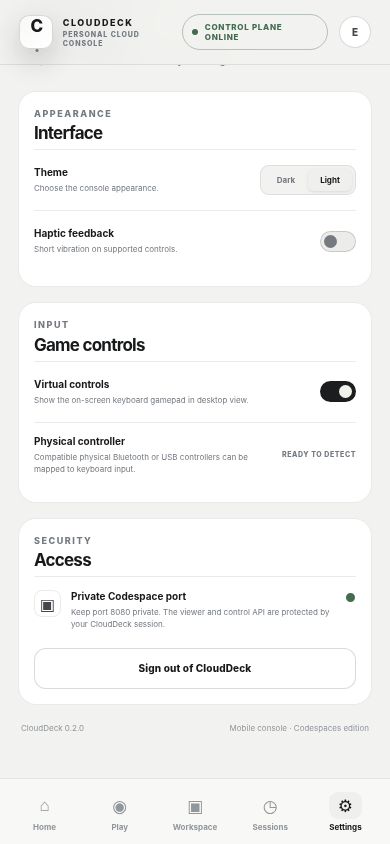 C
CLOUDDECK
PERSONAL CLOUD
CONSOLE
CONTROL PLANE
ONLINE
E
APPEARANCE
Interface
Theme
Choose the console appearance.
Dark
Light
Haptic feedback
Short vibration on supported controls.
INPUT
Game controls
Virtual controls
Show the on-screen keyboard gamepad in desktop view.
Physical controller
Compatible physical Bluetooth or USB controllers can be
mapped to keyboard input.
READY TO DETECT
SECURITY
Access
Private Codespace port
Keep port 8080 private. The viewer and control API are protected by
your CloudDeck session.
Sign out of CloudDeck
CloudDeck 0.2.0
Mobile console · Codespaces edition
Home
Play
Workspace
Sessions
Settings